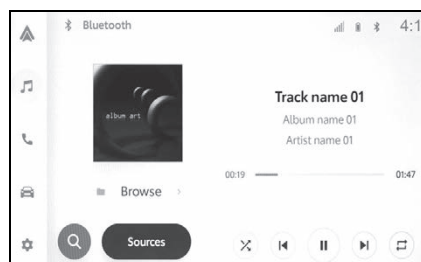 Bluetooth
4:1
album art
Track name 01
Album name 01
Artist name 01
00:19
01:47
Browse
Sources